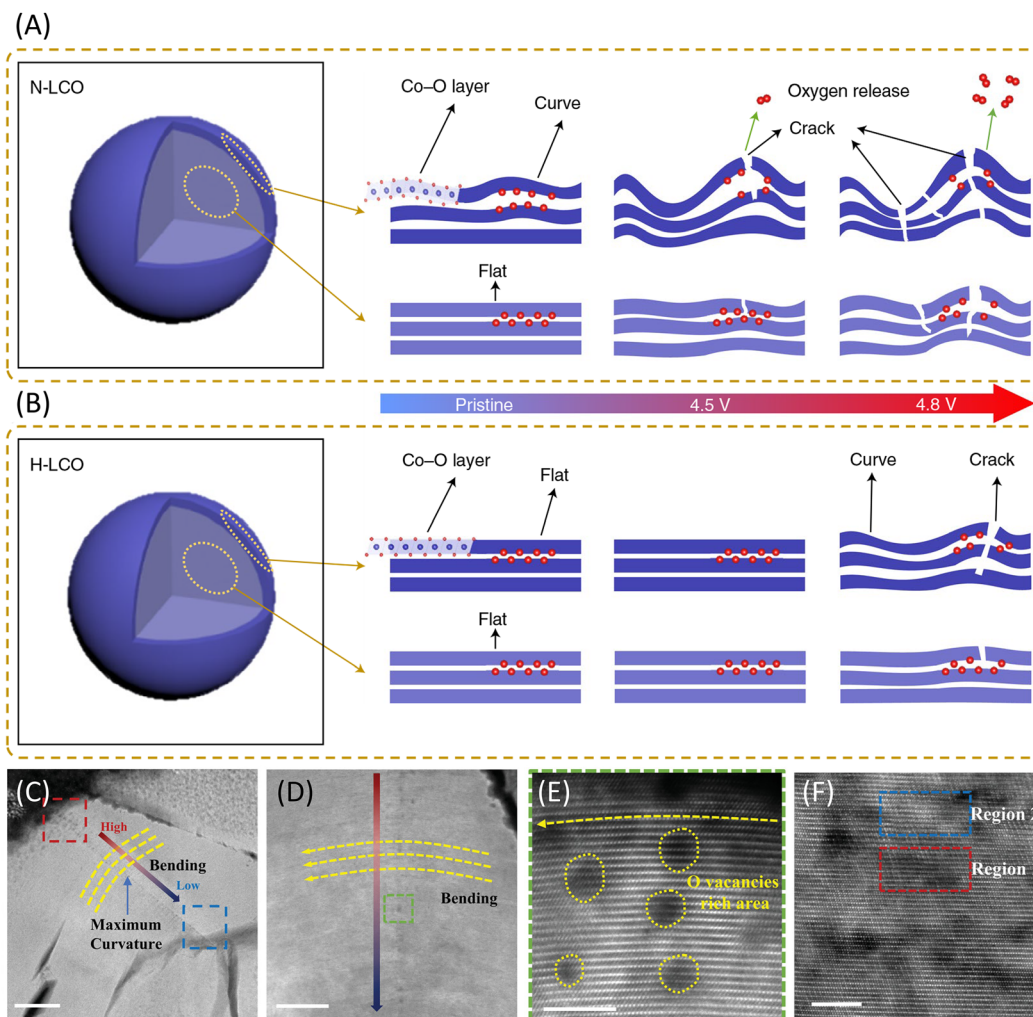 (A)
N-LCO
Co–O layer
Curve
Oxygen release
Crack
Flat
(B)
Pristine
4.5 V
4.8 V
H-LCO
Co–O layer
Flat
Curve
Crack
Flat
(C)
High
Bending
Low
Maximum
Curvature
(D)
Bending
(E)
O vacancies
rich area
(F)
Region
Region